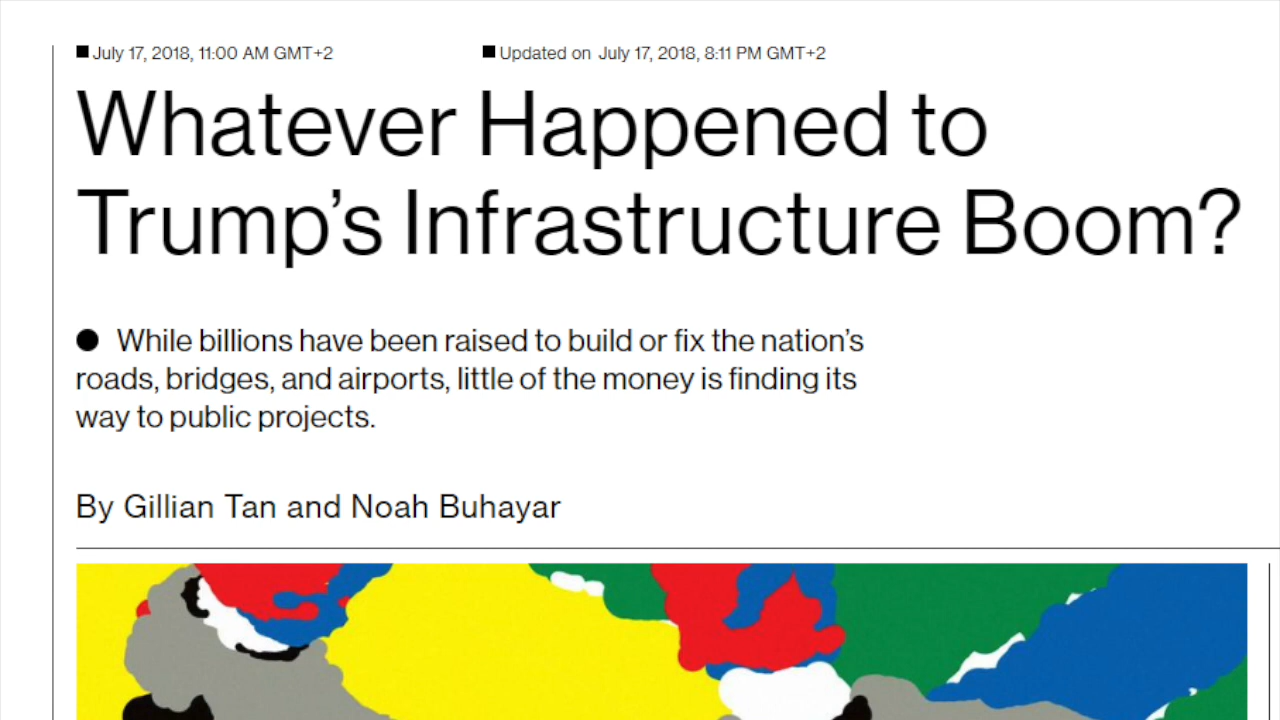 July 17, 2018, 11:00 AM GMT+2
Updated on July 17, 2018, 8:11 PM GMT+2
Whatever Happened to
Trump’s Infrastructure Boom?
While billions have been raised to build or fix the nation’s
roads, bridges, and airports, little of the money is finding its
way to public projects.
By Gillian Tan and Noah Buhayar